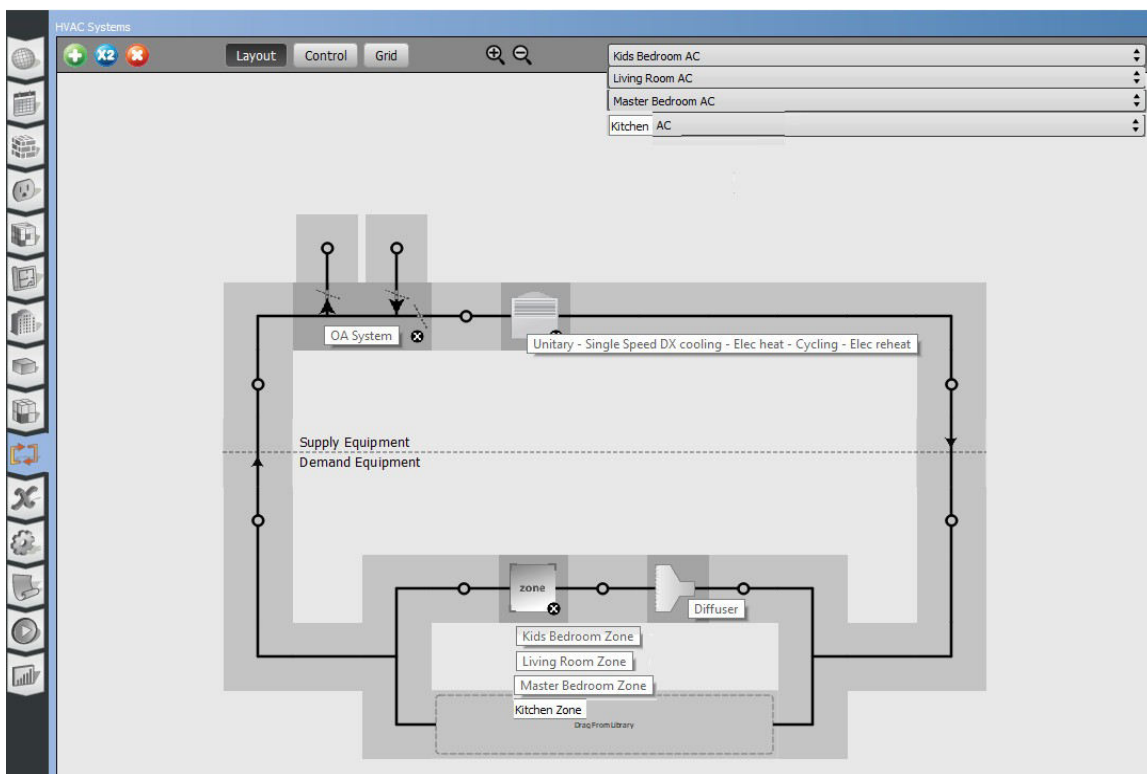 HVAC Systems
X2
Layout Control Grid
Kids Bedroom AC
Living Room AC
Master Bedroom AC
Kitchen AC
OA System
Unitary - Single Speed DX cooling - Elec heat - Cycling - Elec reheat
Supply Equipment
Demand Equipment
zone
Diffuser
Kids Bedroom Zone
Living Room Zone
Master Bedroom Zone
Kitchen Zone
Drag From Library